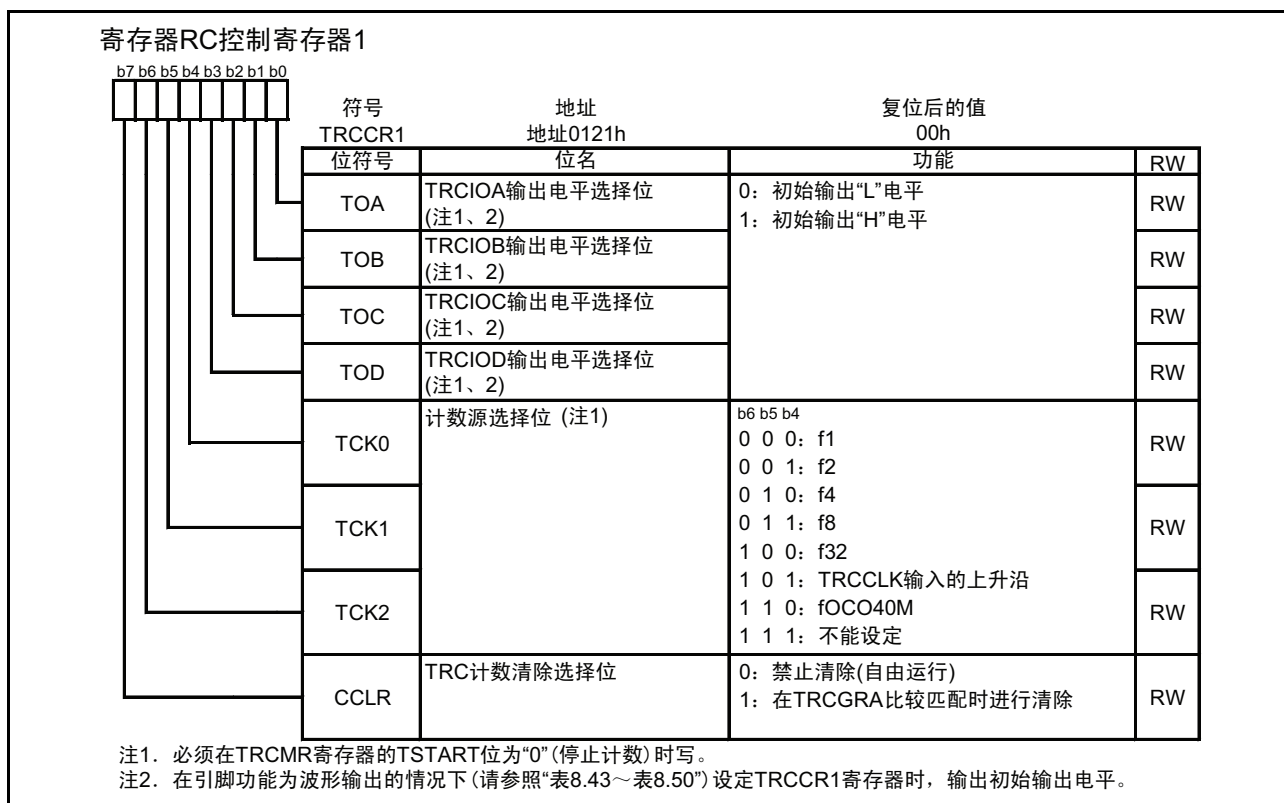 寄存器RC控制寄存器1
b7 b6 b5 b4 b3 b2 b1 b0
符号 地址 复位后的值
TRCCR1 地址0121h 00h
位符号 位名 功能 RW
TOA TRCIOA输出电平选择位 0：初始输出“L”电平 RW
(注1、2) 1：初始输出“H”电平
TOB TRCIOB输出电平选择位 RW
(注1、2)
TOC TRCIOC输出电平选择位 RW
(注1、2)
TOD TRCIOD输出电平选择位 RW
(注1、2)
计数源选择位 (注1) b6 b5 b4
TCK0 0 0 0：f1 RW
0 0 1：f2
0 1 0：f4
TCK1 0 1 1：f8 RW
1 0 0：f32
1 0 1：TRCCLK输入的上升沿
TCK2 1 1 0：fOCO40M RW
1 1 1：不能设定
TRC计数清除选择位 0：禁止清除(自由运行)
CCLR 1：在TRCGRA比较匹配时进行清除 RW
注1．必须在TRCMR寄存器的TSTART位为“0”(停止计数)时写。
注2．在引脚功能为波形输出的情况下(请参照“表8.43～表8.50”)设定TRCCR1寄存器时，输出初始输出电平。